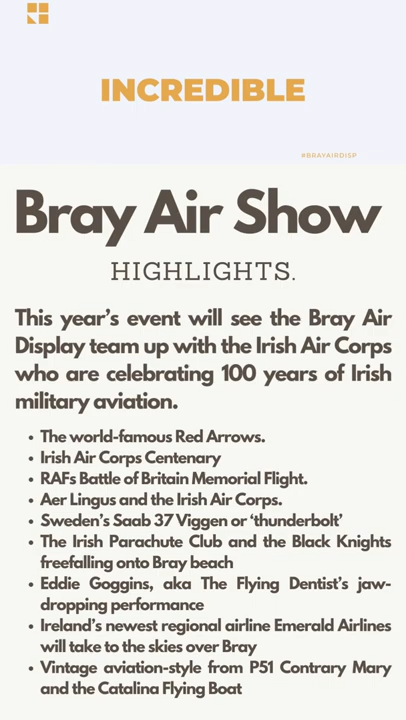 INCREDIBLE
#BRAYAIRDISP
Bray Air Show
HIGHLIGHTS.
This year's event will see the Bray Air
Display team up with the Irish Air Corps
who are celebrating 100 years of Irish
military aviation.
• The world-famous Red Arrows.
• Irish Air Corps Centenary
• RAFs Battle of Britain Memorial Flight.
• Aer Lingus and the Irish Air Corps.
• Sweden's Saab 37 Viggen or 'thunderbolt'
• The Irish Parachute Club and the Black Knights
freefalling onto Bray beach
• Eddie Goggins, aka The Flying Dentist's jaw-
dropping performance
• Ireland's newest regional airline Emerald Airlines
will take to the skies over Bray
• Vintage aviation-style from P51 Contrary Mary
and the Catalina Flying Boat